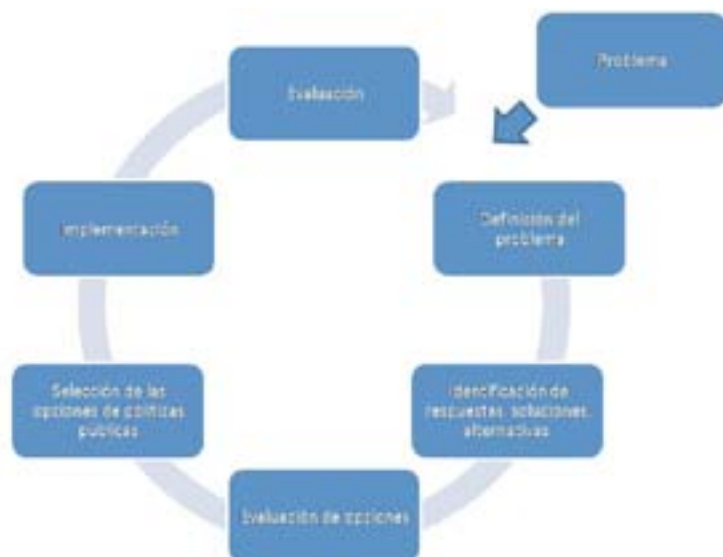 Problema
Definición del
problema
Identificación de
respuestas, soluciones,
alternativas
Evaluación de opciones
Selección de las
opciones de políticas
públicas
Implementación
Evaluación